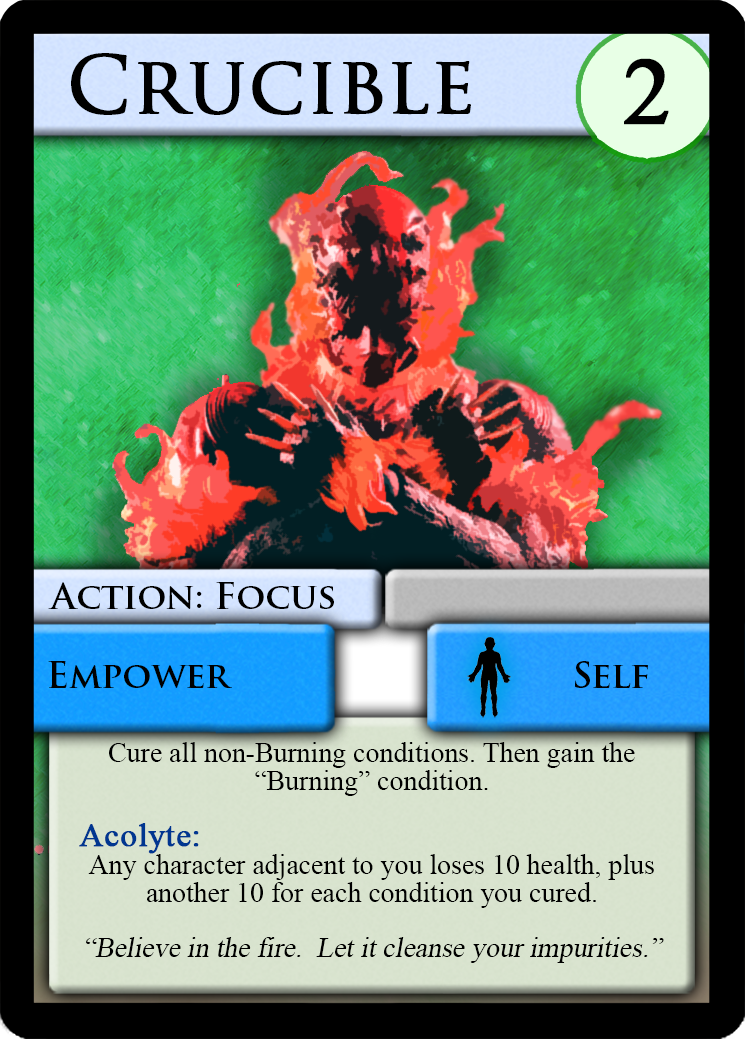 Crucible
2
Action: Focus
Empower
Self
Cure all non-Burning conditions. Then gain the
“Burning” condition.
Acolyte:
Any character adjacent to you loses 10 health, plus
another 10 for each condition you cured.
“Believe in the fire.  Let it cleanse your impurities.”